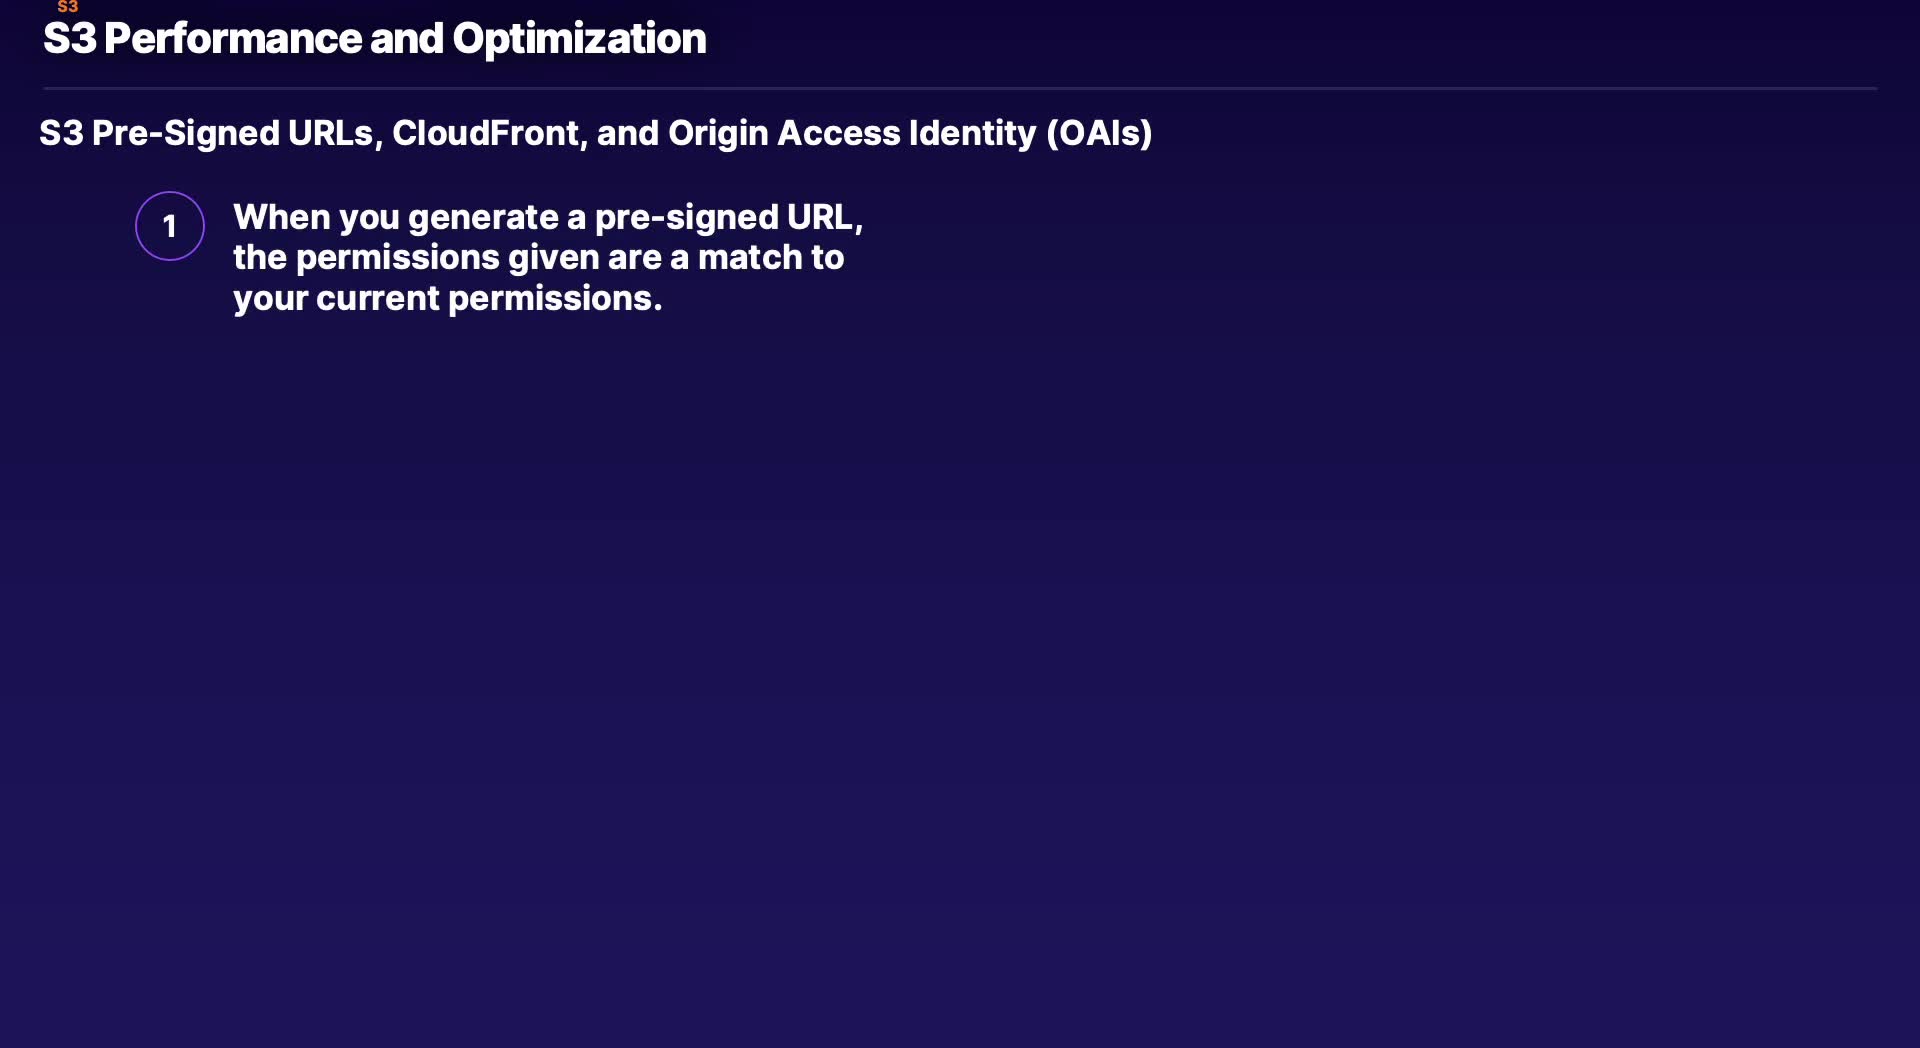 S3
S3 Performance and Optimization
S3 Pre-Signed URLs, CloudFront, and Origin Access Identity (OAIs)
1
When you generate a pre-signed URL,
the permissions given are a match to
your current permissions.